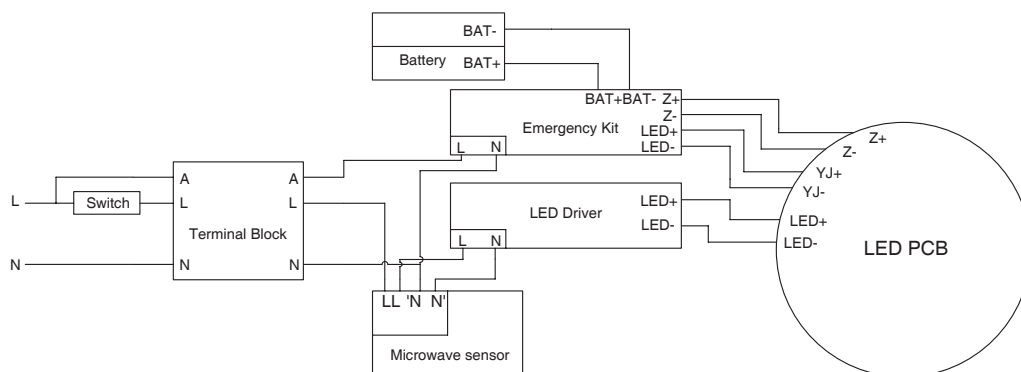 BAT-
Battery BAT+
BAT+BAT- Z+
Z-
Emergency Kit
LED+
LED-
L N
Z+
Z-
YJ+
YJ-
LED+
LED-
LED PCB
LED+
LED Driver
LED-
L N
A A
L Switch L L
Terminal Block
N N N
LL 'N N'
Microwave sensor